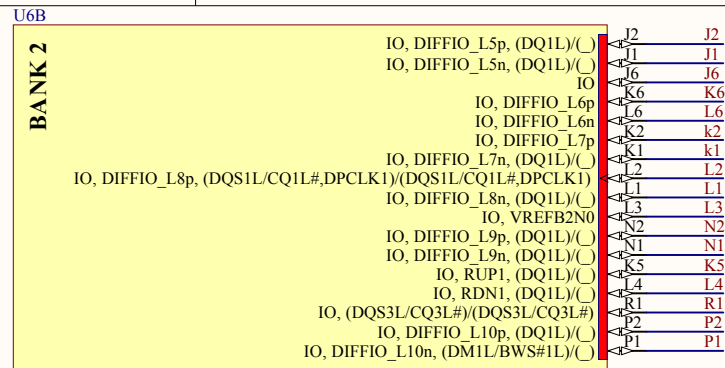 U6B
BANK 2
IO, DIFFIO_L5p, (DQ1L)/(_) J2 J2
IO, DIFFIO_L5n, (DQ1L)/(_) J1 J1
IO J6 J6
IO, DIFFIO_L6p K6 K6
IO, DIFFIO_L6n L6 L6
IO, DIFFIO_L7p K2 k2
IO, DIFFIO_L7n, (DQ1L)/(_) K1 k1
IO, DIFFIO_L8p, (DQS1L/CQ1L#,DPCLK1)/(DQS1L/CQ1L#,DPCLK1) L2 L2
IO, DIFFIO_L8n, (DQ1L)/(_) L1 L1
IO, VREFB2N0 L3 L3
IO, DIFFIO_L9p, (DQ1L)/(_) N2 N2
IO, DIFFIO_L9n, (DQ1L)/(_) N1 N1
IO, RUP1, (DQ1L)/(_) K5 K5
IO, RDN1, (DQ1L)/(_) L4 L4
IO, (DQS3L/CQ3L#)/(DQS3L/CQ3L#) R1 R1
IO, DIFFIO_L10p, (DQ1L)/(_) P2 P2
IO, DIFFIO_L10n, (DM1L/BWS#1L)/(_) P1 P1